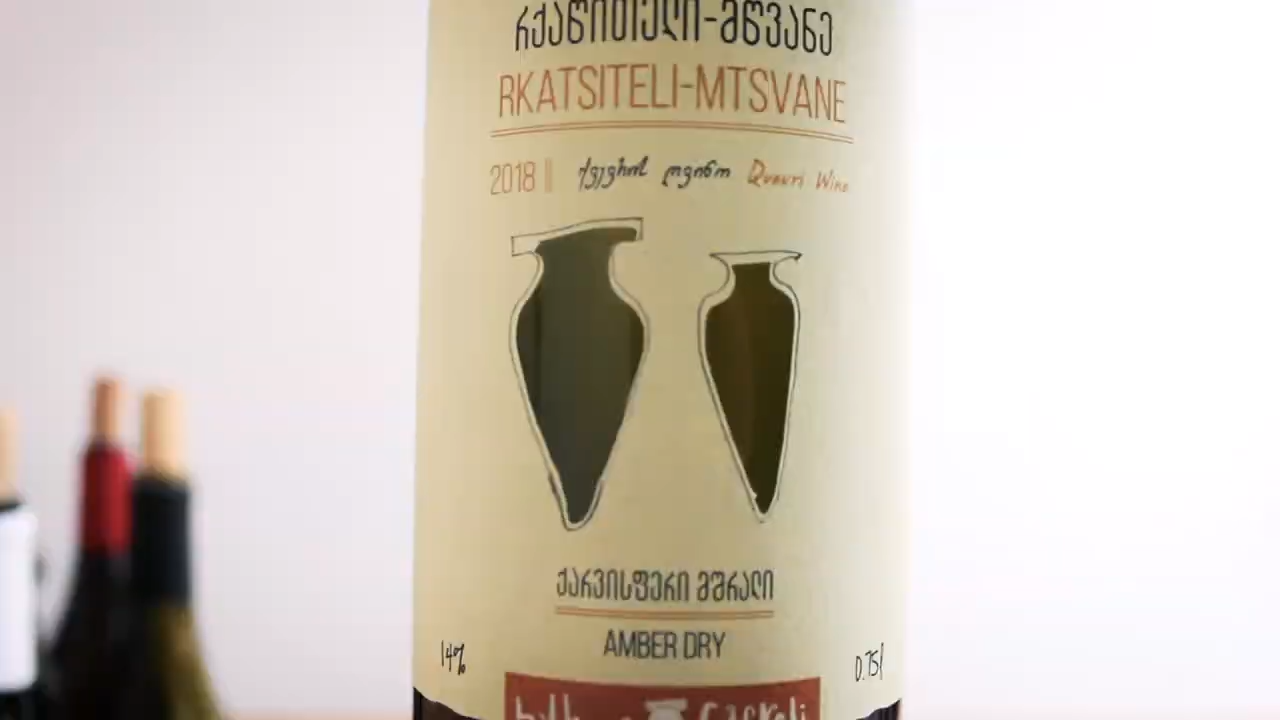 რქაწითელი-მწვანე
RKATSITELI-MTSVANE
2018 || ქვევრის ღვინო Qvevri Wine
ქარვისფერი მშრალი
AMBER DRY
14% 0.75l